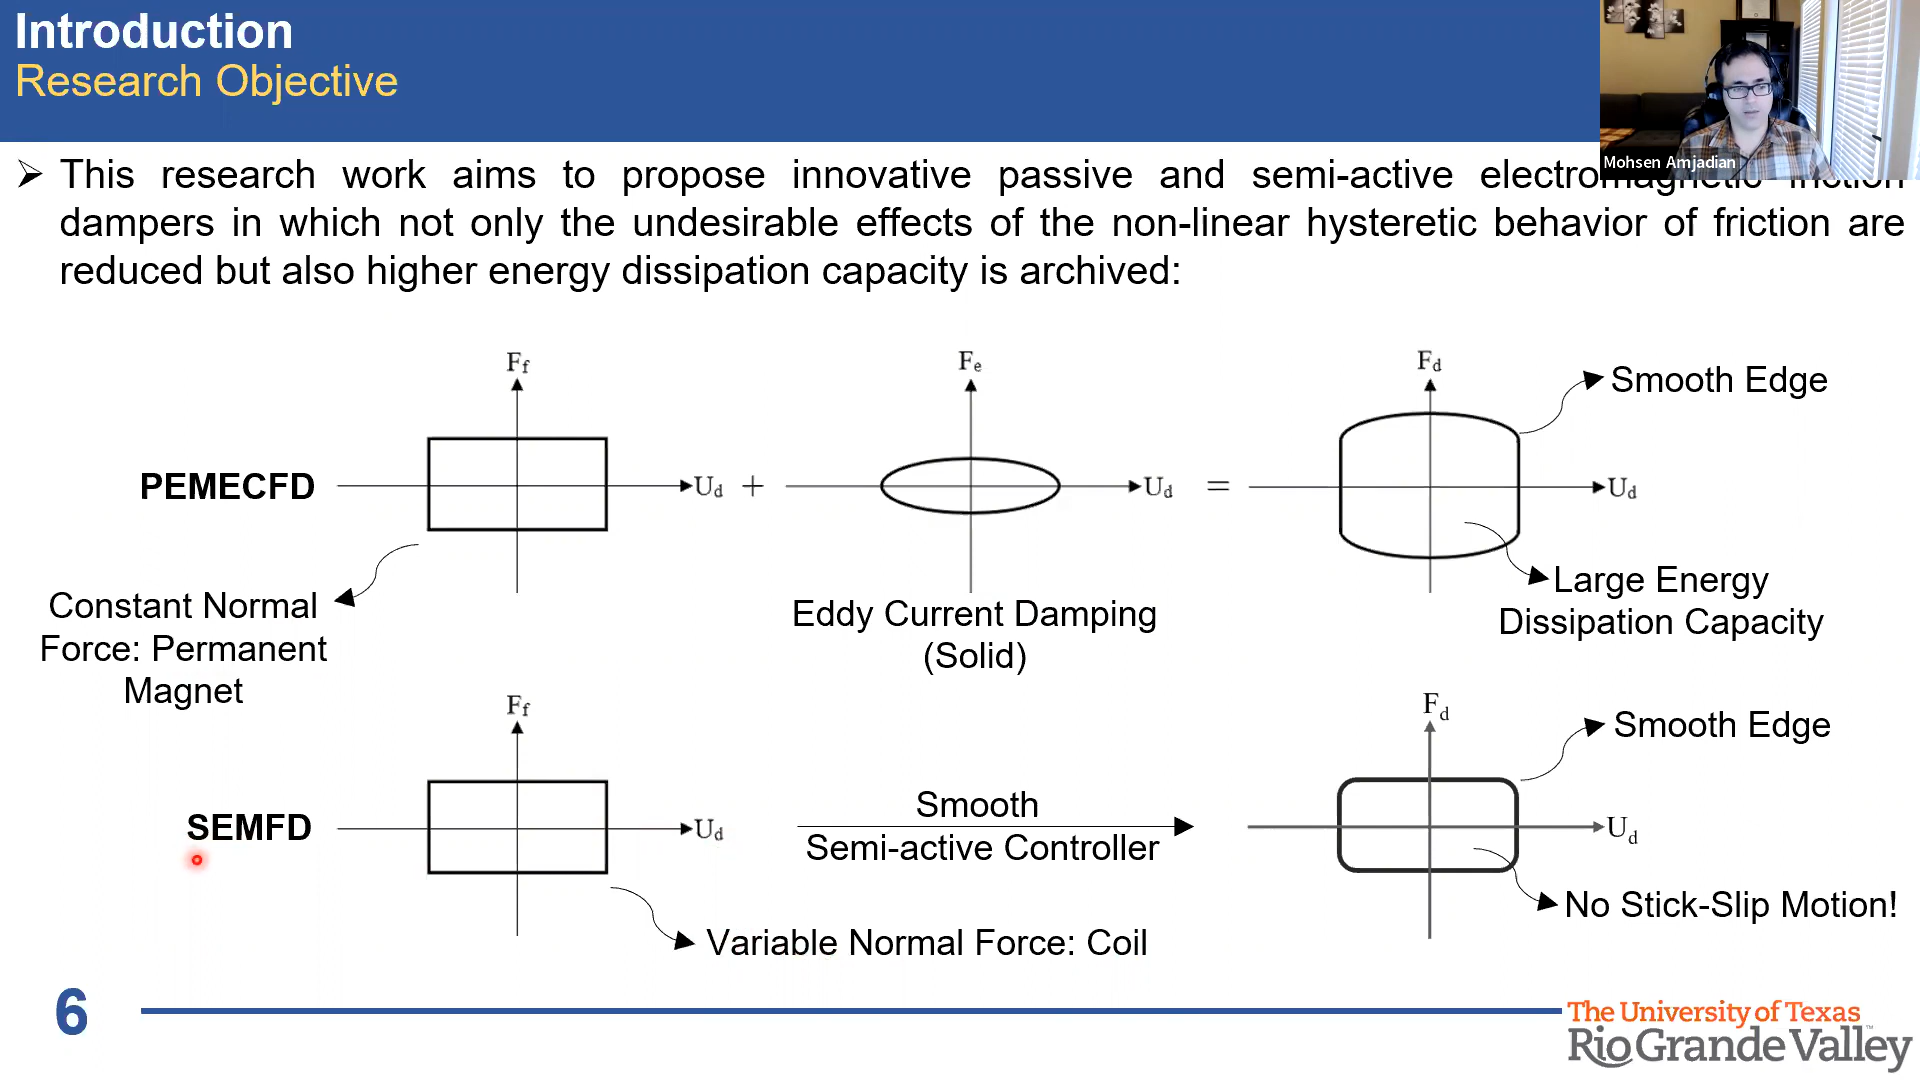 Introduction
Research Objective
Mohsen Amjadian
➢ This research work aims to propose innovative passive and semi-active electromagnetic friction
dampers in which not only the undesirable effects of the non-linear hysteretic behavior of friction are
reduced but also higher energy dissipation capacity is archived:
Ff
Fe
Fd
Smooth Edge
PEMECFD
Ud + Ud = Ud
Constant Normal
Force: Permanent
Magnet
Eddy Current Damping
(Solid)
Large Energy
Dissipation Capacity
Ff
Fd
Smooth Edge
SEMFD
Ud
Smooth
Semi-active Controller
Ud
No Stick-Slip Motion!
Variable Normal Force: Coil
6
The University of Texas
Rio Grande Valley